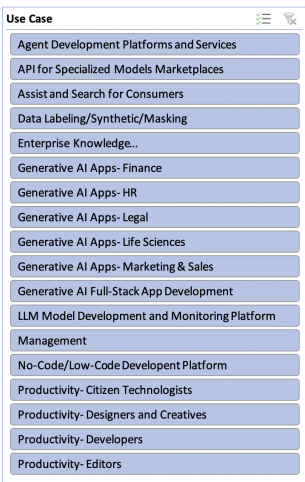 Use Case
Agent Development Platforms and Services
API for Specialized Models Marketplaces
Assist and Search for Consumers
Data Labeling/Synthetic/Masking
Enterprise Knowledge...
Generative AI Apps- Finance
Generative AI Apps- HR
Generative AI Apps- Legal
Generative AI Apps- Life Sciences
Generative AI Apps- Marketing & Sales
Generative AI Full-Stack App Development
LLM Model Development and Monitoring Platform
Management
No-Code/Low-Code Developent Platform
Productivity- Citizen Technologists
Productivity- Designers and Creatives
Productivity- Developers
Productivity- Editors